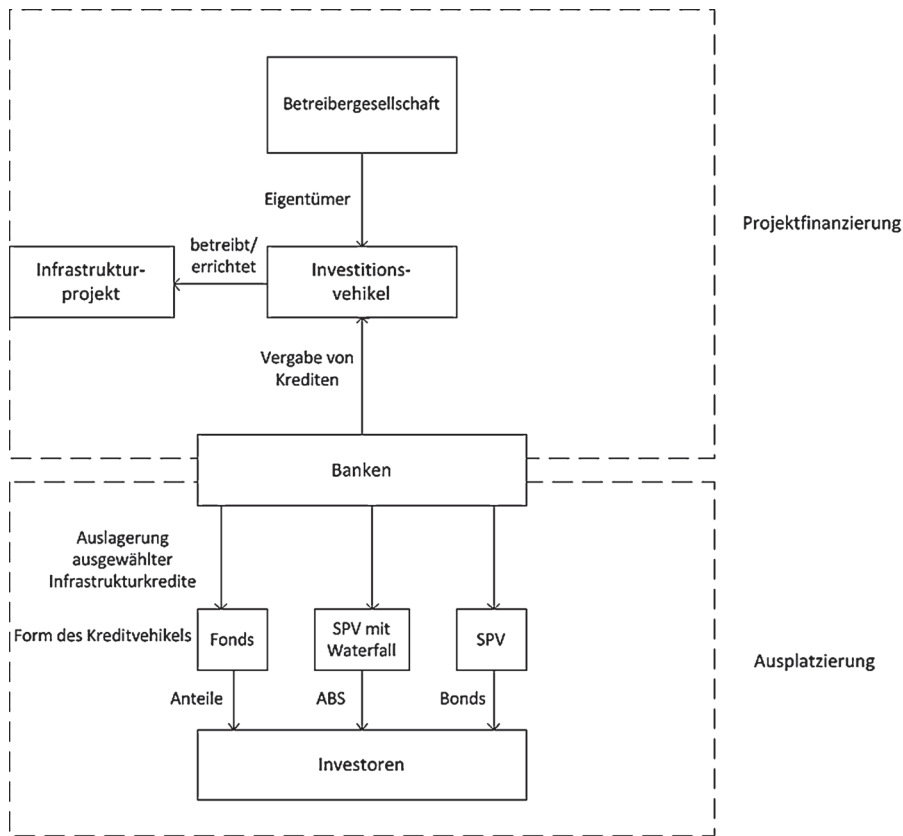 Betreibergesellschaft
Eigentümer
Projektfinanzierung
betreibt/
errichtet
Infrastruktur-
projekt
Investitions-
vehikel
Vergabe von
Krediten
Banken
Auslagerung
ausgewählter
Infrastrukturkredite
Form des Kreditvehikels
Fonds
SPV mit
Waterfall
SPV
Ausplatzierung
Anteile
ABS
Bonds
Investoren